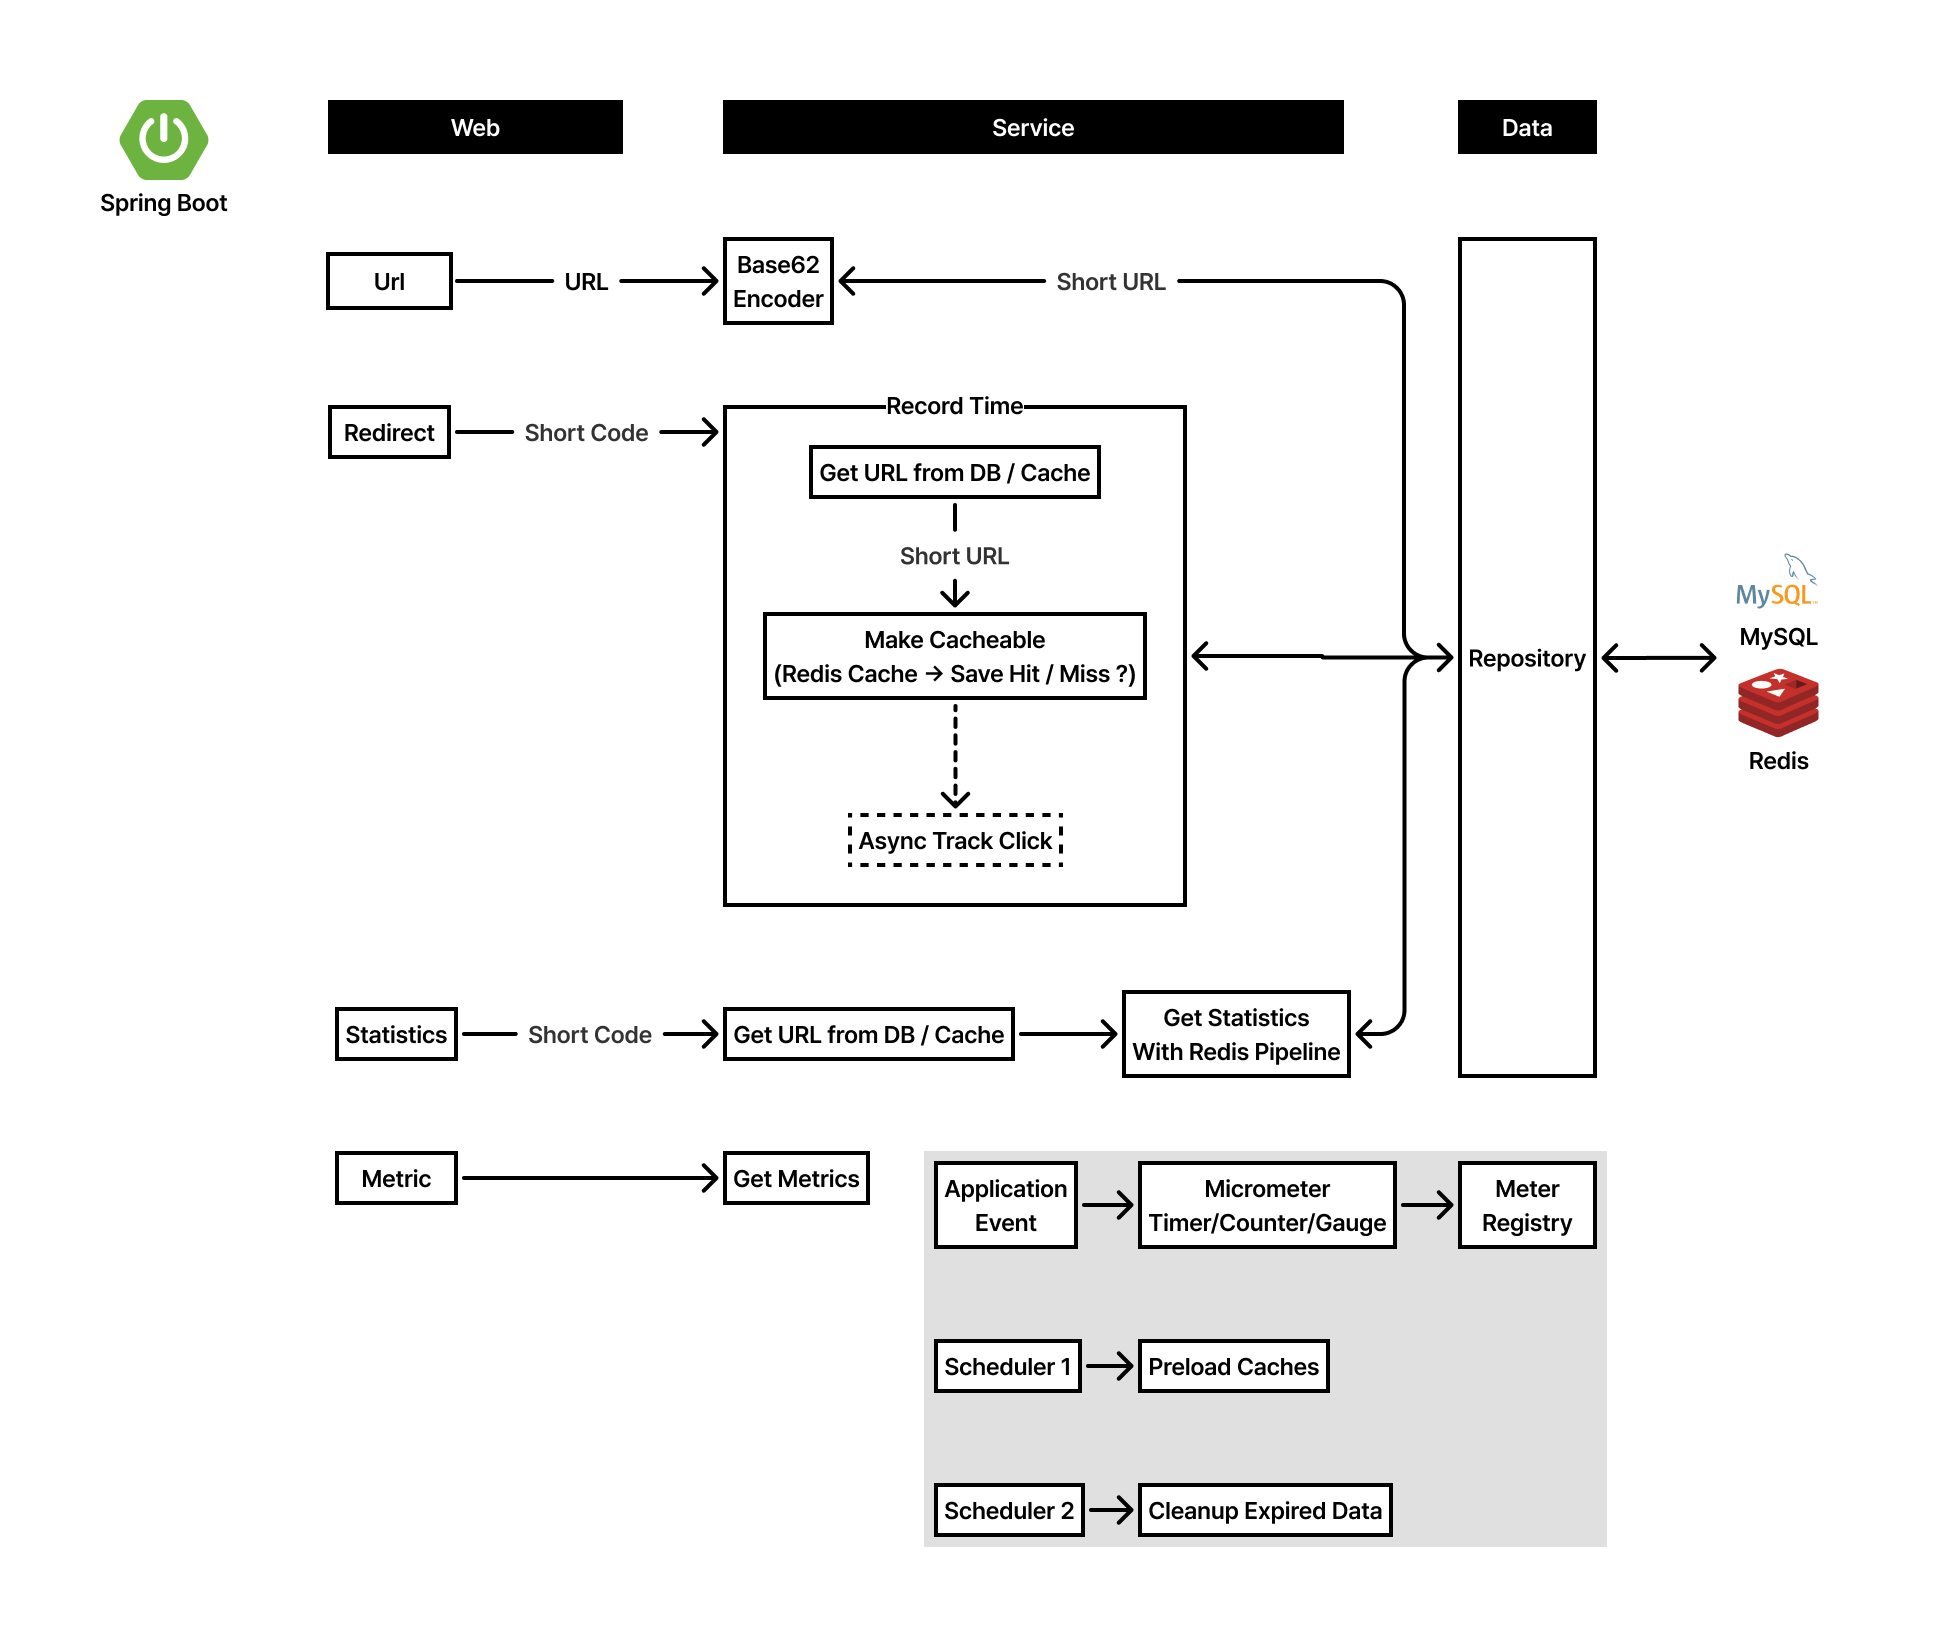 Spring Boot
Web
Service
Data
Url
URL
Base62
Encoder
Short URL
Redirect
Short Code
Record Time
Get URL from DB / Cache
Short URL
Make Cacheable
(Redis Cache → Save Hit / Miss ?)
Async Track Click
Repository
MySQL
MySQL
Redis
Statistics
Short Code
Get URL from DB / Cache
Get Statistics
With Redis Pipeline
Metric
Get Metrics
Application
Event
Micrometer
Timer/Counter/Gauge
Meter
Registry
Scheduler 1
Preload Caches
Scheduler 2
Cleanup Expired Data